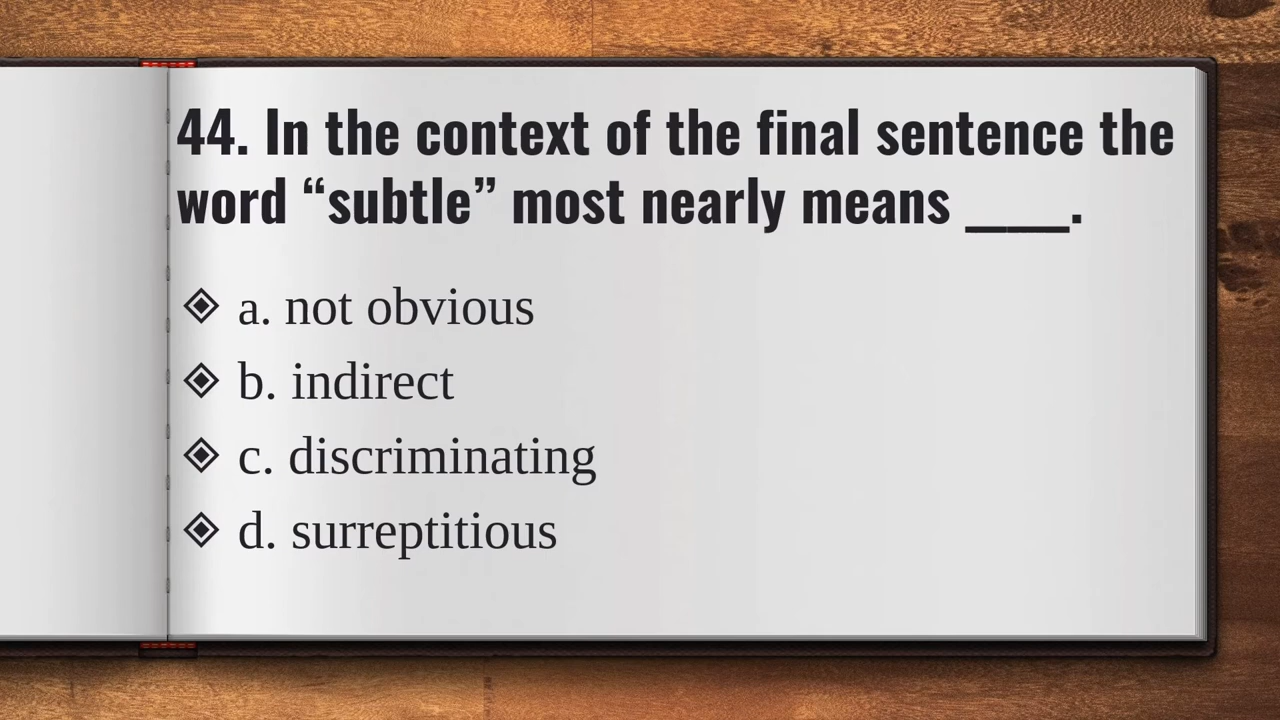 44. In the context of the final sentence the
word “subtle” most nearly means ____.
a. not obvious
b. indirect
c. discriminating
d. surreptitious